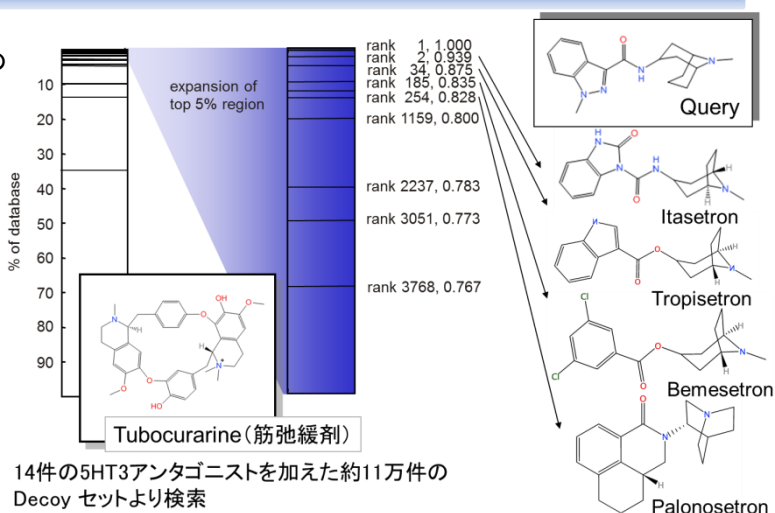 の
expansion of
top 5% region
% of database
10
20
30
40
50
60
70
80
90
rank 1, 1.000
rank 2, 0.939
rank 34, 0.875
rank 185, 0.835
rank 254, 0.828
rank 1159, 0.800
rank 2237, 0.783
rank 3051, 0.773
rank 3768, 0.767
O
N
H
N
N
N
Query
H
N
O
N
O
N
H
H
H
N
Itasetron
N
O
O
H
H
N
Tropisetron
Cl
Cl
O
O
H
H
N
Bemesetron
O
N
N
H
Palonosetron
N
H
O
OH
O
H
N+
O
O
HO
Tubocurarine(筋弛緩剤)
14件の5HT3アンタゴニストを加えた約11万件の
Decoy セットより検索